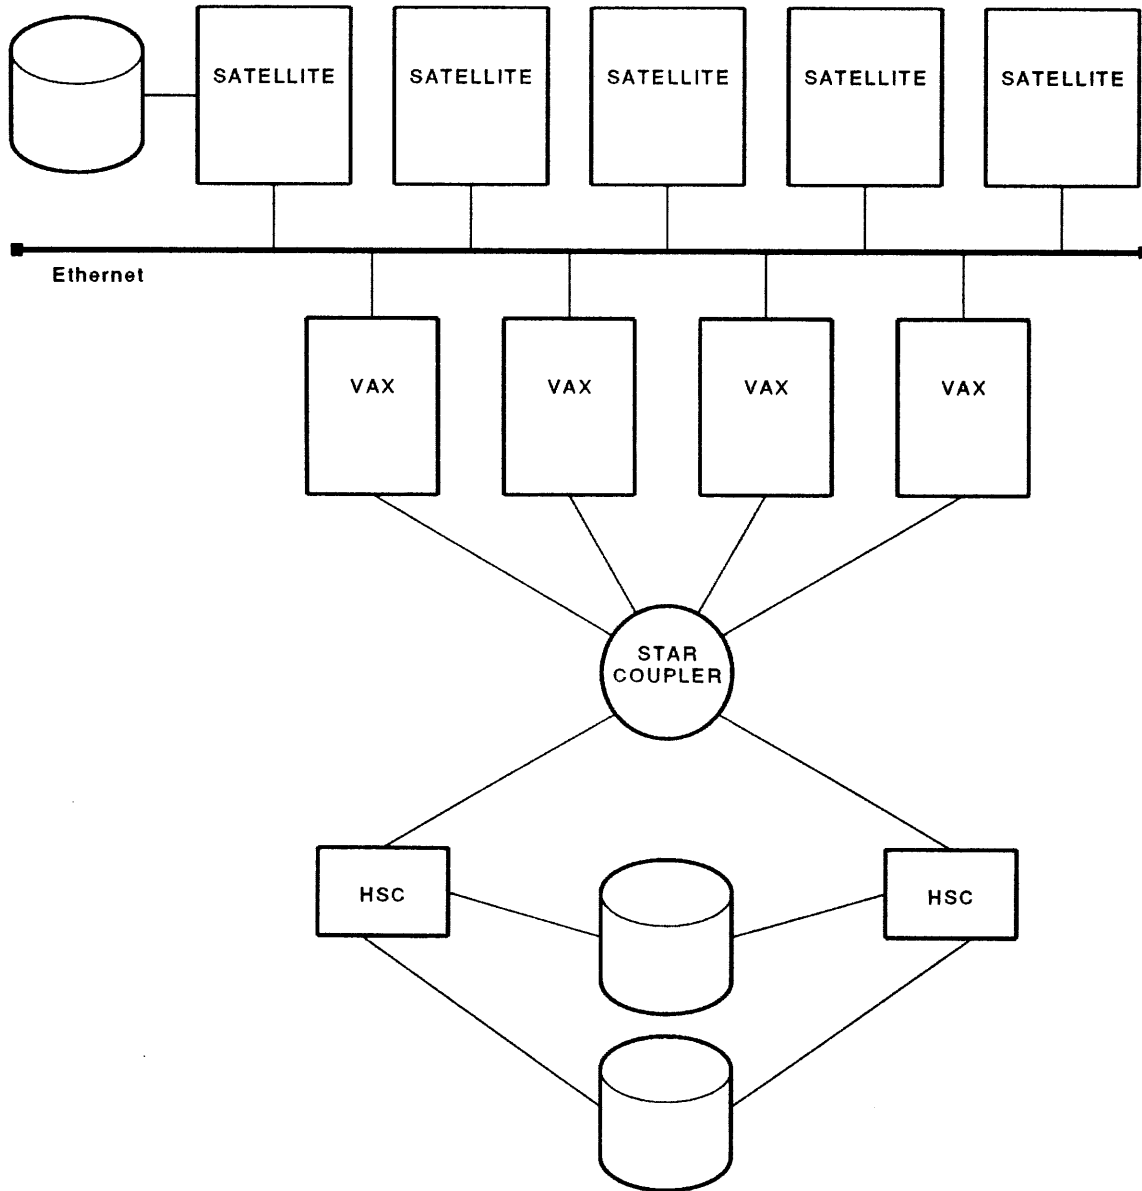 SATELLITE
SATELLITE
SATELLITE
SATELLITE
SATELLITE
Ethernet
VAX
VAX
VAX
VAX
STAR
COUPLER
HSC
HSC